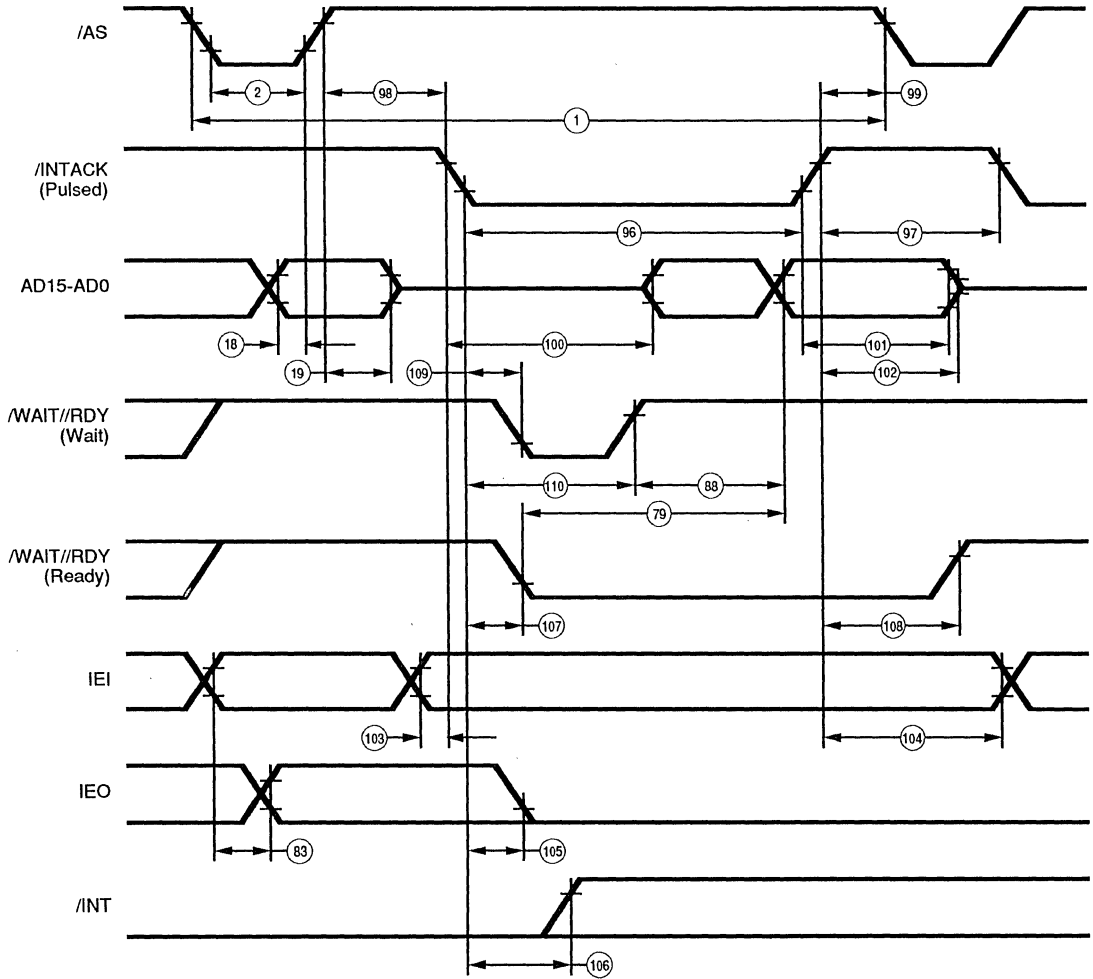 /AS
2
98
99
1
/INTACK
(Pulsed)
96
97
AD15-AD0
18
100
101
19
109
102
/WAIT//RDY
(Wait)
110
88
79
/WAIT//RDY
(Ready)
107
108
IEI
103
104
IEO
83
105
/INT
106